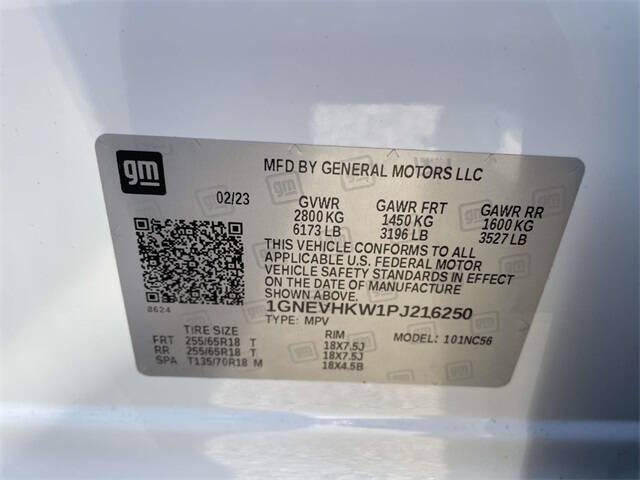 gm
MFD BY GENERAL MOTORS LLC
02/23
GVWR GAWR FRT GAWR RR
2800 KG 1450 KG 1600 KG
6173 LB 3196 LB 3527 LB
THIS VEHICLE CONFORMS TO ALL
APPLICABLE U.S. FEDERAL MOTOR
VEHICLE SAFETY STANDARDS IN EFFECT
ON THE DATE OF MANUFACTURE
SHOWN ABOVE.
8624
1GNEVHKW1PJ216250
TYPE: MPV
TIRE SIZE RIM MODEL: 101NC56
FRT 255/65R18 T 18X7.5J
RR 255/65R18 T 18X7.5J
SPA T135/70R18 M 18X4.5B